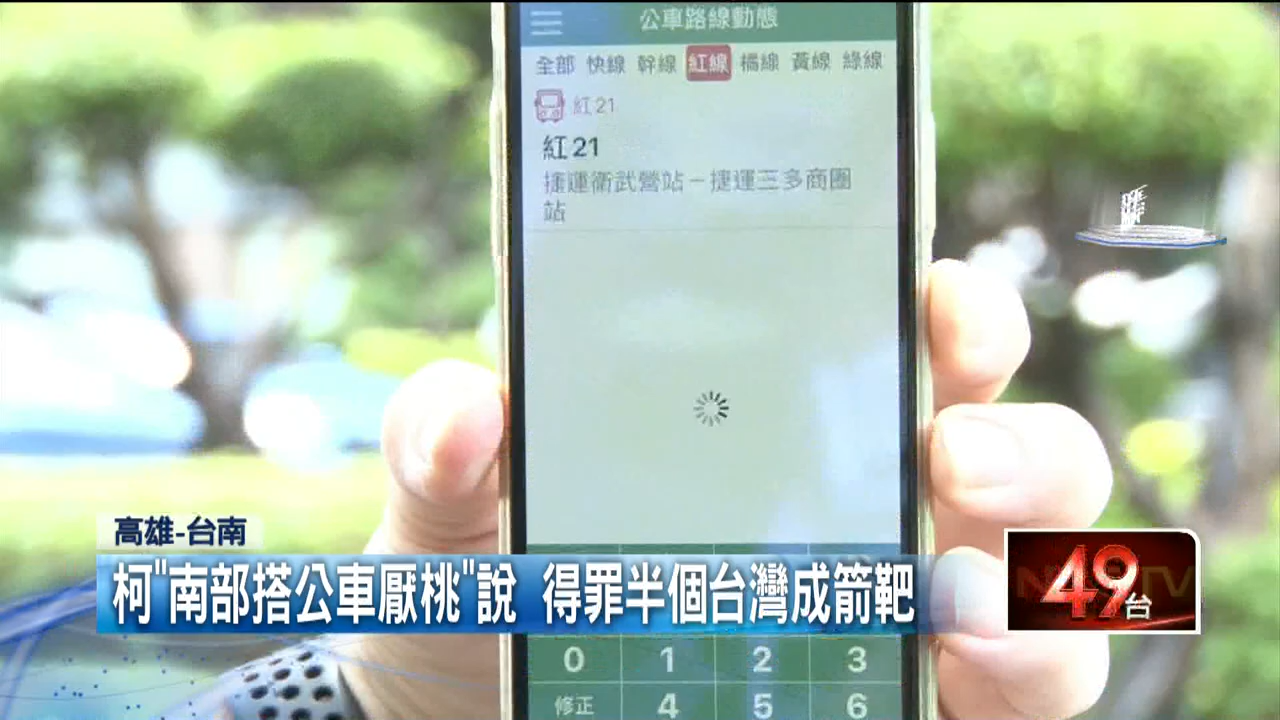 公車路線動態
全部 快線 幹線 紅線 橘線 黃線 綠線
紅21
紅21
捷運衛武營站－捷運三多商圈
站
高雄-台南
柯"南部搭公車厭桃"說 得罪半個台灣成箭靶
49台
0 1 2 3
修正 4 5 6